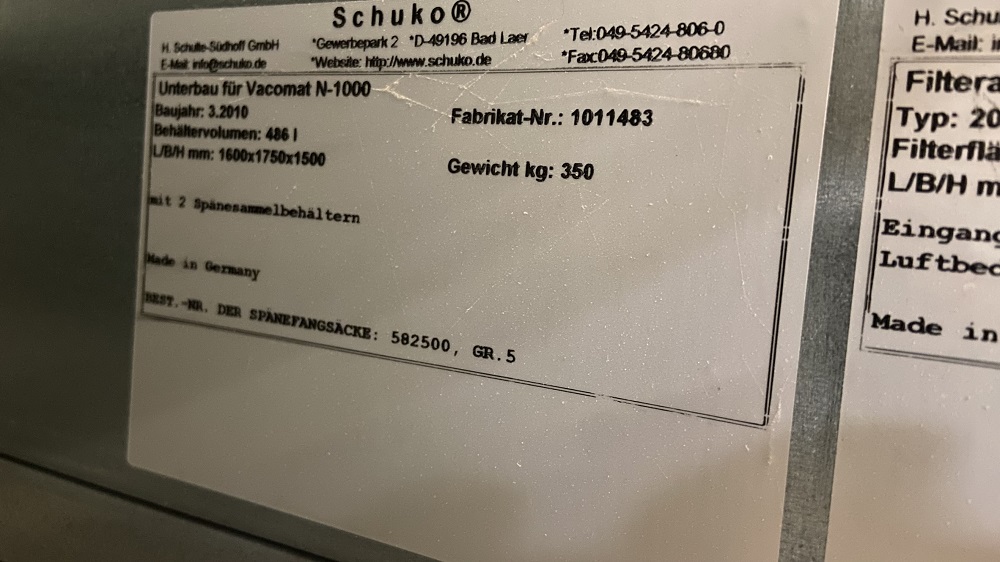 Schuko®
H. Schulte-Südhoff GmbH *Gewerbepark 2 *D-49196 Bad Laer *Tel:049-5424-806-0
E-Mail: info@schuko.de *Website: http://www.schuko.de *Fax:049-5424-80680
Unterbau für Vacomat N-1000
Baujahr: 3.2010 Fabrikat-Nr.: 1011483
Behältervolumen: 486 l
L/B/H mm: 1600x1750x1500 Gewicht kg: 350
mit 2 Spänesammelbehältern
Made in Germany
BEST.-NR. DER SPÄNEFANGSÄCKE: 582500, GR.5
H. Schu
E-Mail: i
Filtera
Typ: 20
Filterflä
L/B/H m
Eingang
Luftbed
Made in